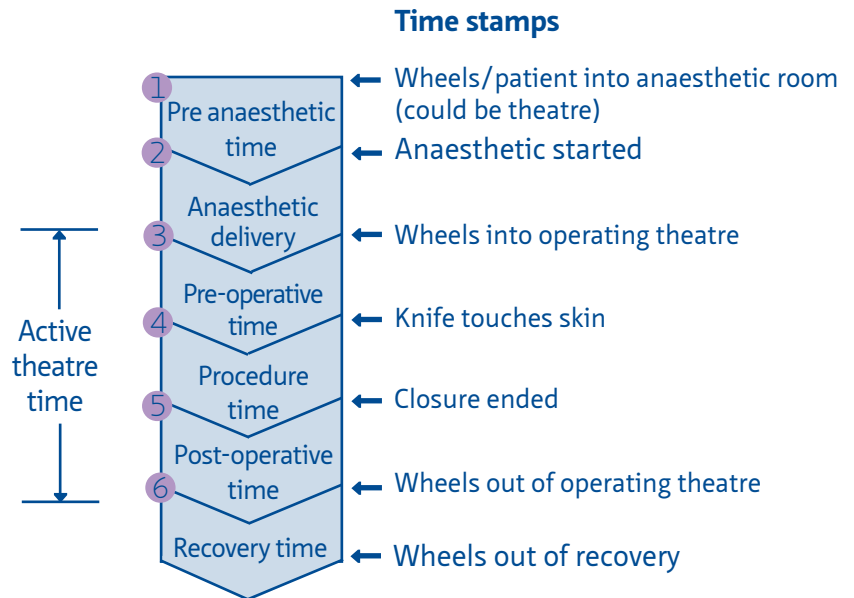 Time stamps
1
Pre anaesthetic
time
Wheels/patient into anaesthetic room
(could be theatre)
2
Anaesthetic started
Anaesthetic
delivery
3
Wheels into operating theatre
Pre-operative
time
4
Knife touches skin
Active
theatre
time
Procedure
time
5
Closure ended
Post-operative
time
6
Wheels out of operating theatre
Recovery time
Wheels out of recovery